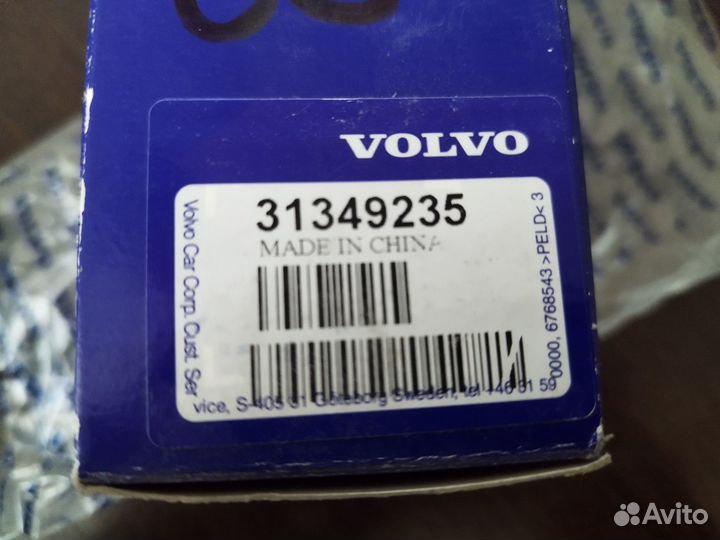 VOLVO
31349235
MADE IN CHINA
Volvo Car Corp. Cust. Ser
vice, S-405 31 Göteborg Sweden, tel +46 31 59
0000, 6768543 >PELD< 3
Avito